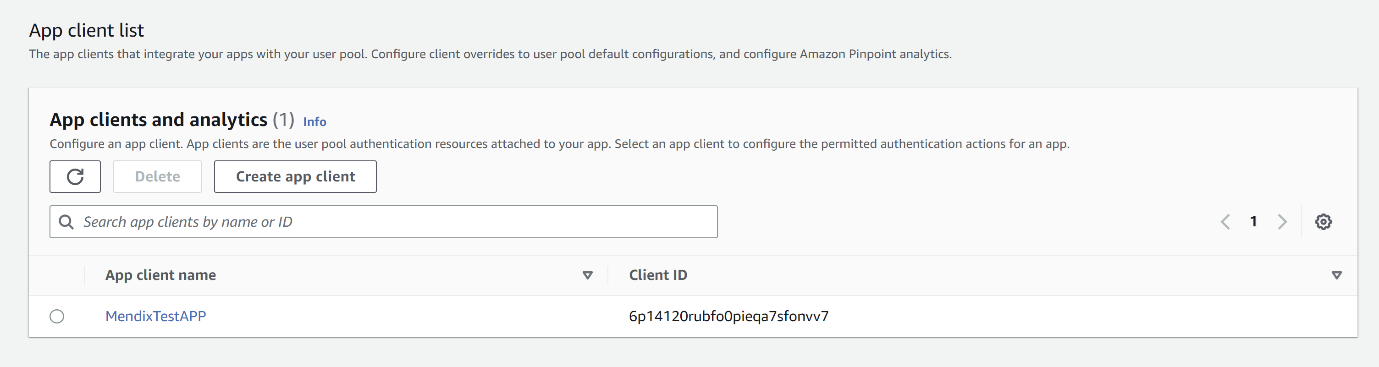 App client list
The app clients that integrate your apps with your user pool. Configure client overrides to user pool default configurations, and configure Amazon Pinpoint analytics.
App clients and analytics (1) Info
Configure an app client. App clients are the user pool authentication resources attached to your app. Select an app client to configure the permitted authentication actions for an app.
Delete Create app client
Search app clients by name or ID 1
App client name Client ID
MendixTestAPP 6p14120rubfo0pieqa7sfonvv7